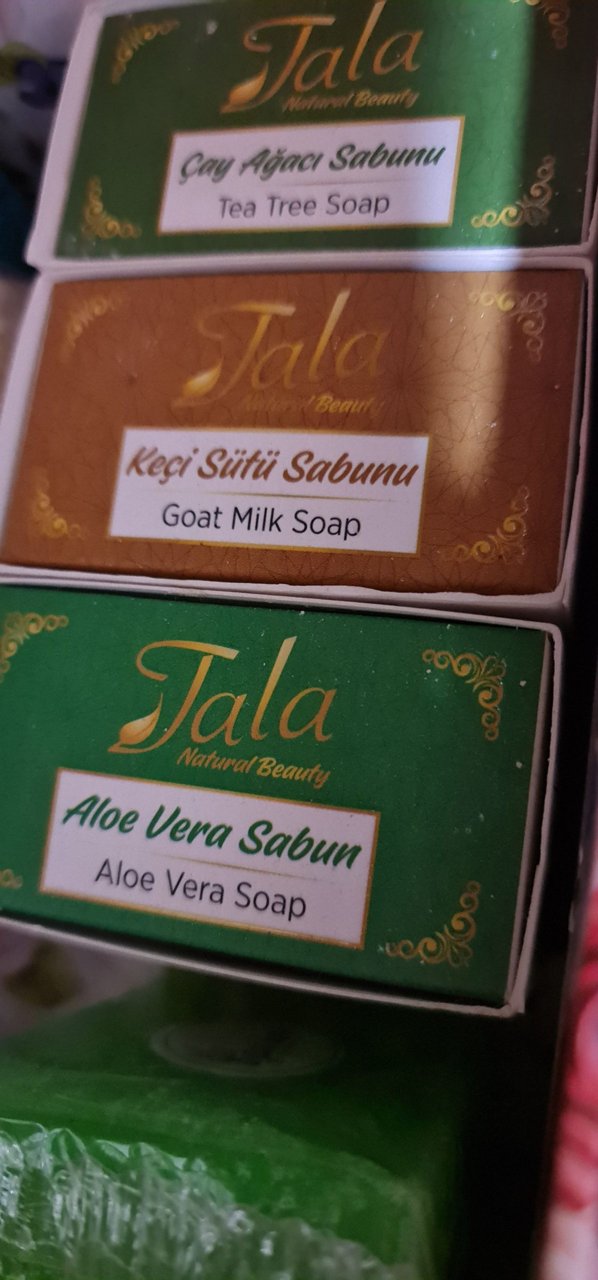 Tala
Natural Beauty
Çay Ağacı Sabunu
Tea Tree Soap
Tala
Natural Beauty
Keçi Sütü Sabunu
Goat Milk Soap
Tala
Natural Beauty
Aloe Vera Sabun
Aloe Vera Soap